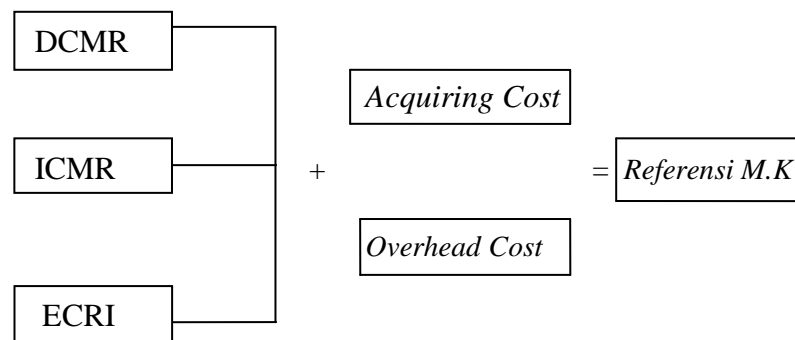 DCMR
Acquiring Cost
ICMR
+
= Referensi M.K
Overhead Cost
ECRI